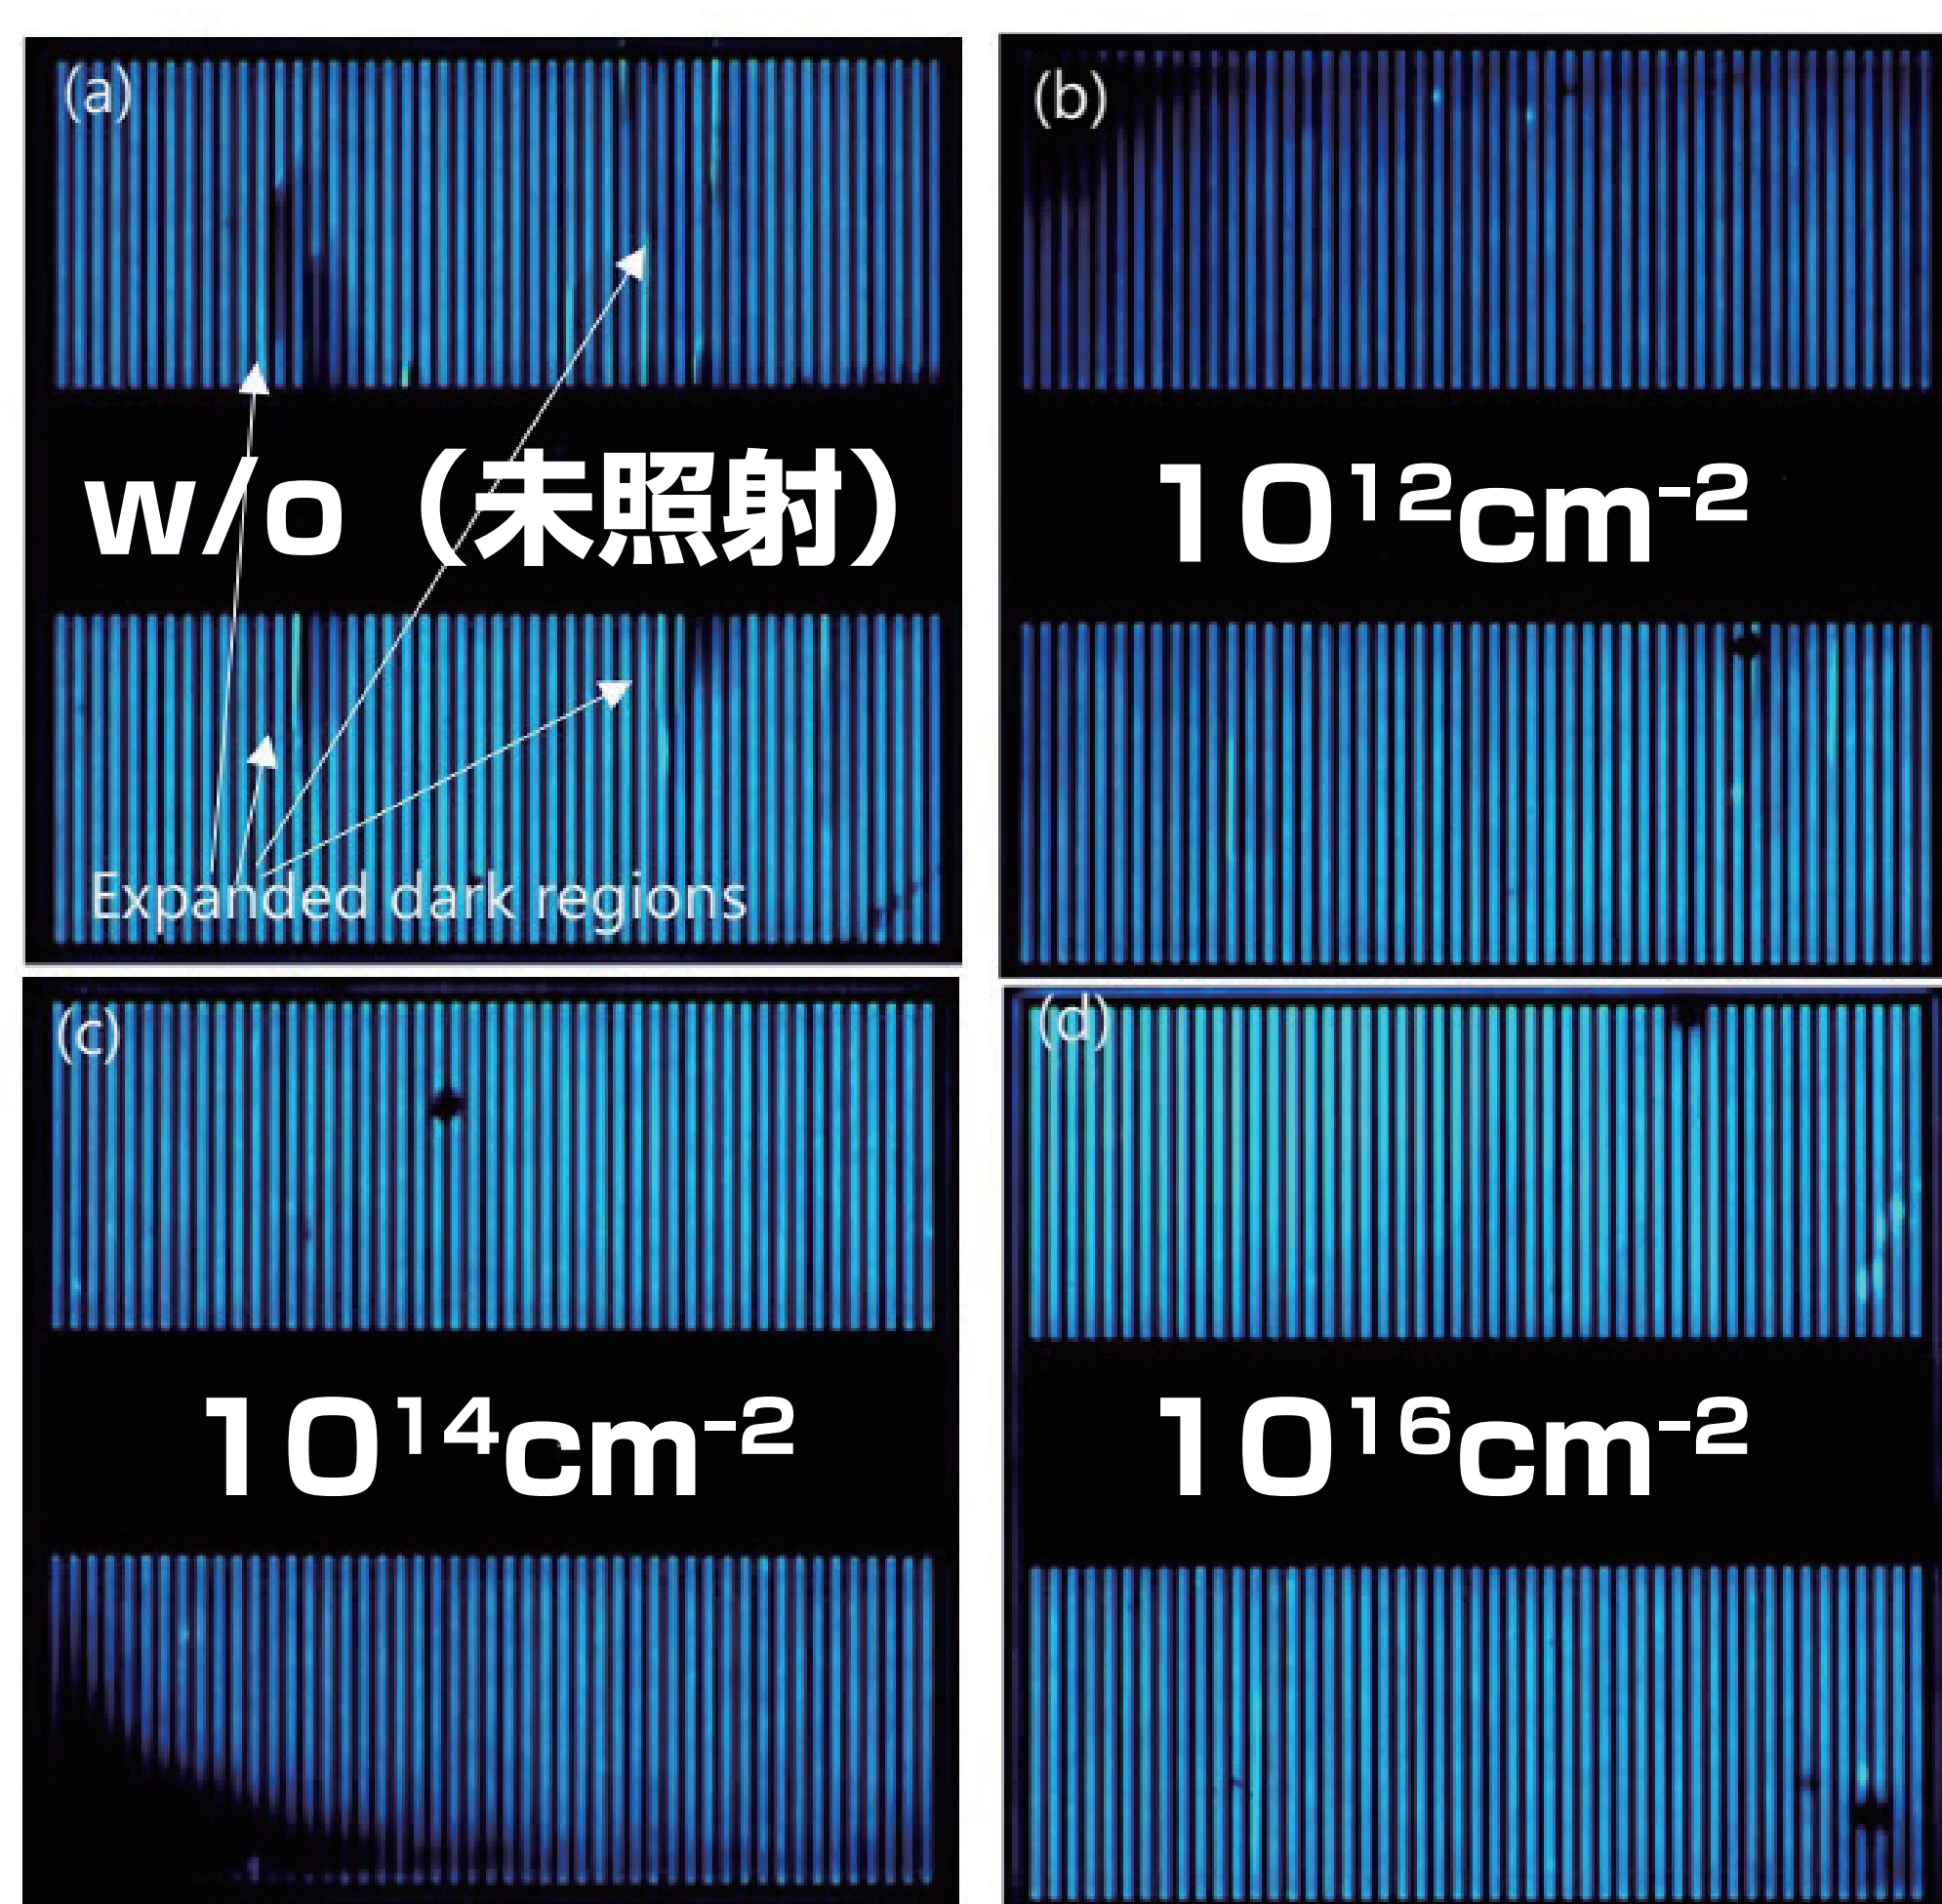 (a)
w/o（未照射）
Expanded dark regions
(b)
10¹²cm⁻²
(c)
10¹⁴cm⁻²
(d)
10¹⁶cm⁻²